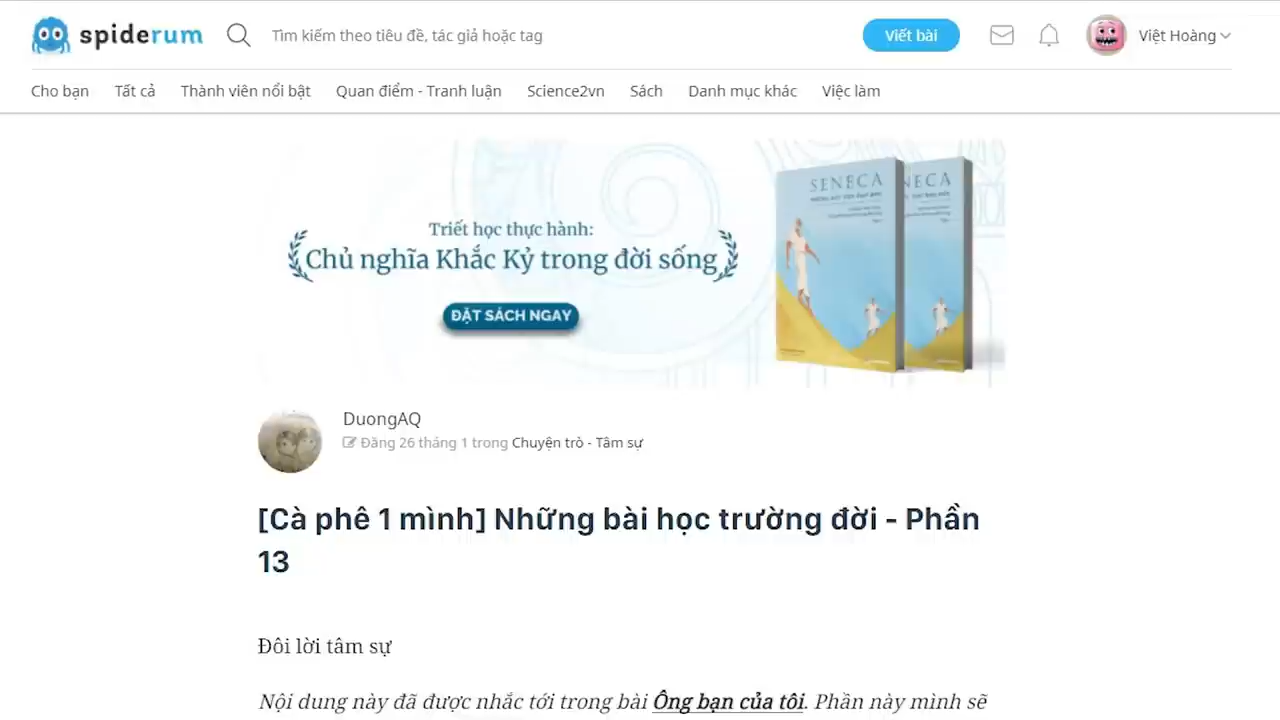 spiderum
Tìm kiếm theo tiêu đề, tác giả hoặc tag
Viết bài
Việt Hoàng
Cho bạn Tất cả Thành viên nổi bật Quan điểm - Tranh luận Science2vn Sách Danh mục khác Việc làm
Triết học thực hành:
Chủ nghĩa Khắc Kỷ trong đời sống
ĐẶT SÁCH NGAY
SENECA
NECA
DuongAQ
Đăng 26 tháng 1 trong Chuyện trò - Tâm sự
[Cà phê 1 mình] Những bài học trường đời - Phần
13
Đôi lời tâm sự
Nội dung này đã được nhắc tới trong bài Ông bạn của tôi. Phần này mình sẽ